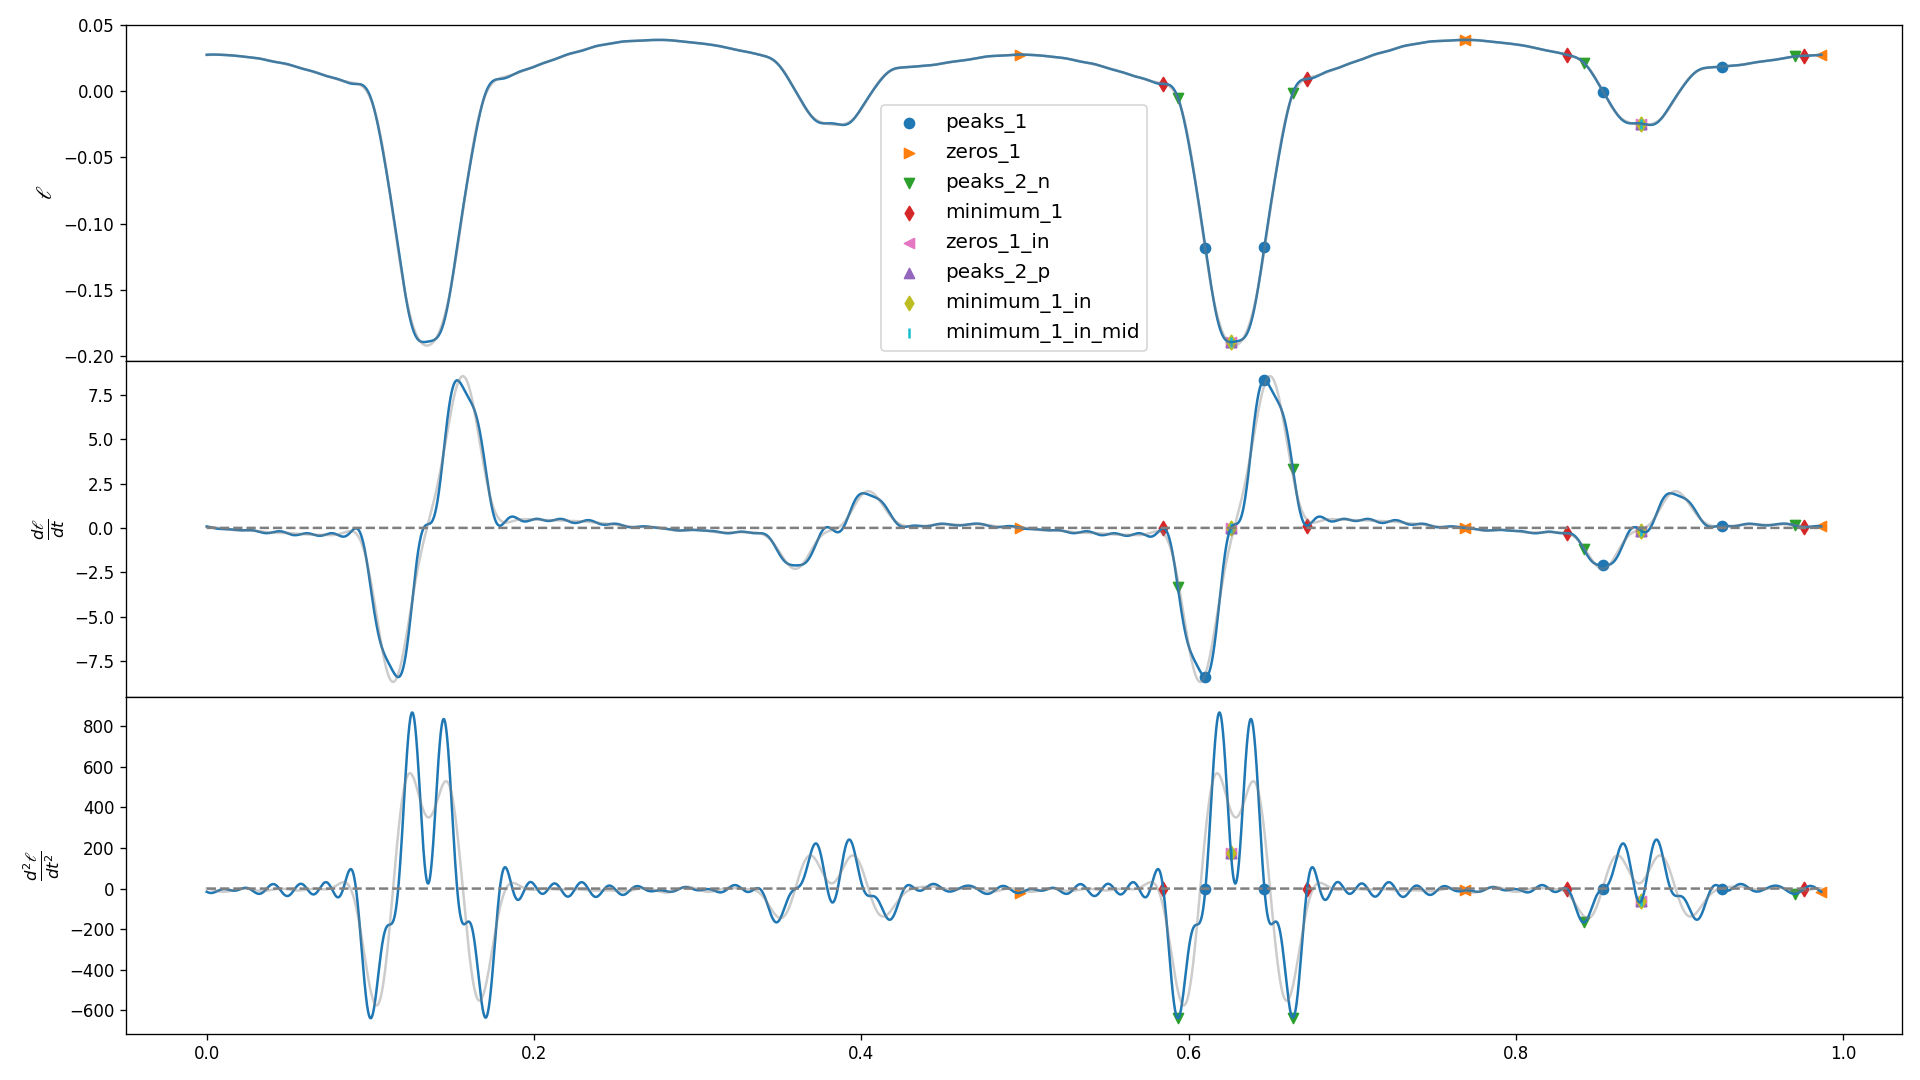 0.05
0.00
−0.05
−0.10
−0.15
−0.20
ℓ
peaks_1
zeros_1
peaks_2_n
minimum_1
zeros_1_in
peaks_2_p
minimum_1_in
minimum_1_in_mid
7.5
5.0
2.5
0.0
−2.5
−5.0
−7.5
dℓ
dt
800
600
400
200
0
−200
−400
−600
d²ℓ
dt²
0.0 0.2 0.4 0.6 0.8 1.0